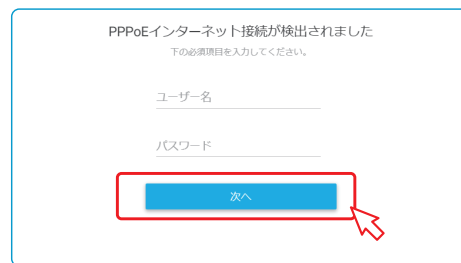 PPPoEインターネット接続が検出されました
下の必須項目を入力してください。
ユーザー名
パスワード
次へ